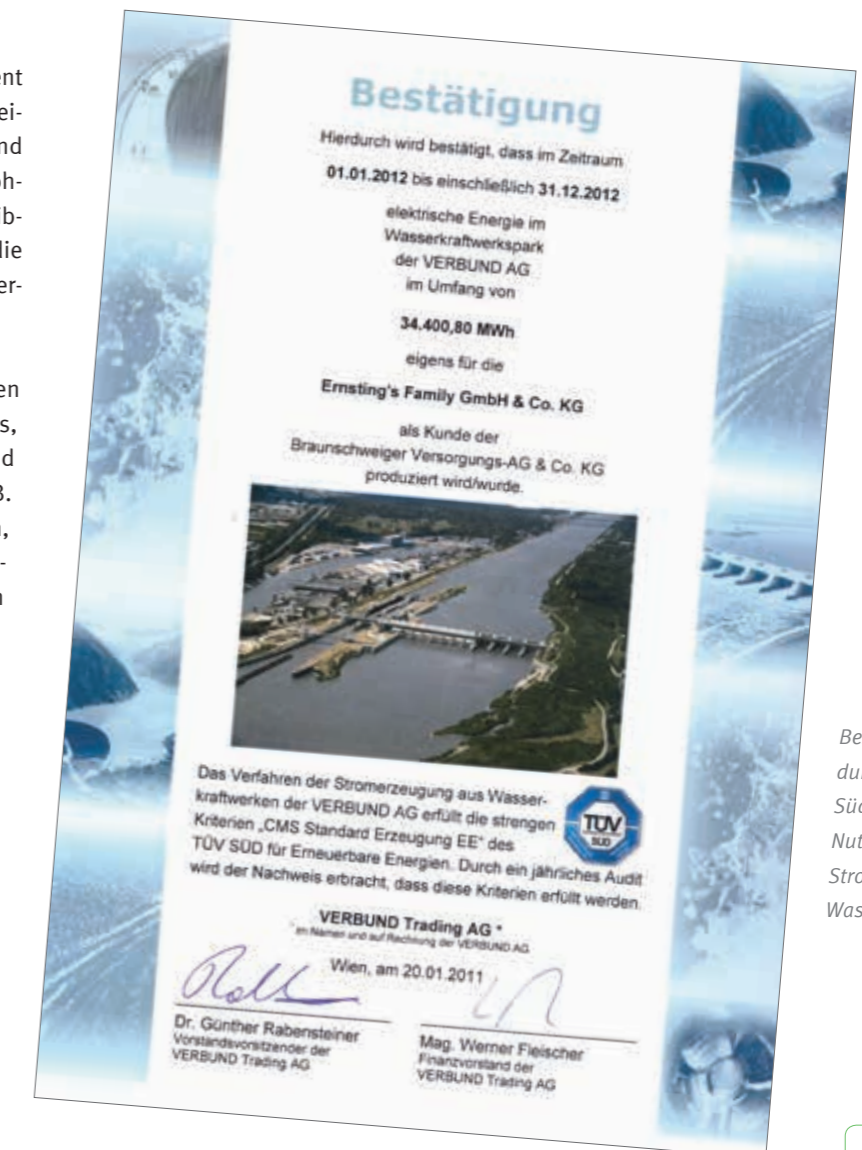 ent
ei-
nd
oh-
ib-
die
er-
en
s,
d
B.
n,
-
n
Bestätigung
Hierdurch wird bestätigt, dass im Zeitraum
01.01.2012 bis einschließlich 31.12.2012
elektrische Energie im
Wasserkraftwerkspark
der VERBUND AG
im Umfang von
34.400,80 MWh
eigens für die
Ernsting's Family GmbH & Co. KG
als Kunde der
Braunschweiger Versorgungs-AG & Co. KG
produziert wird/wurde.
Das Verfahren der Stromerzeugung aus Wasser-
kraftwerken der VERBUND AG erfüllt die strengen
Kriterien „CMS Standard Erzeugung EE“ des
TÜV SÜD für Erneuerbare Energien. Durch ein jährliches Audit
wird der Nachweis erbracht, dass diese Kriterien erfüllt werden.
TÜV
SÜD
VERBUND Trading AG *
* im Namen und auf Rechnung der VERBUND AG
Wien, am 20.01.2011
Dr. Günther Rabensteiner
Vorstandsvorsitzender der
VERBUND Trading AG
Mag. Werner Fleischer
Finanzvorstand der
VERBUND Trading AG
Be
du
Sü
Nut
Stro
Was